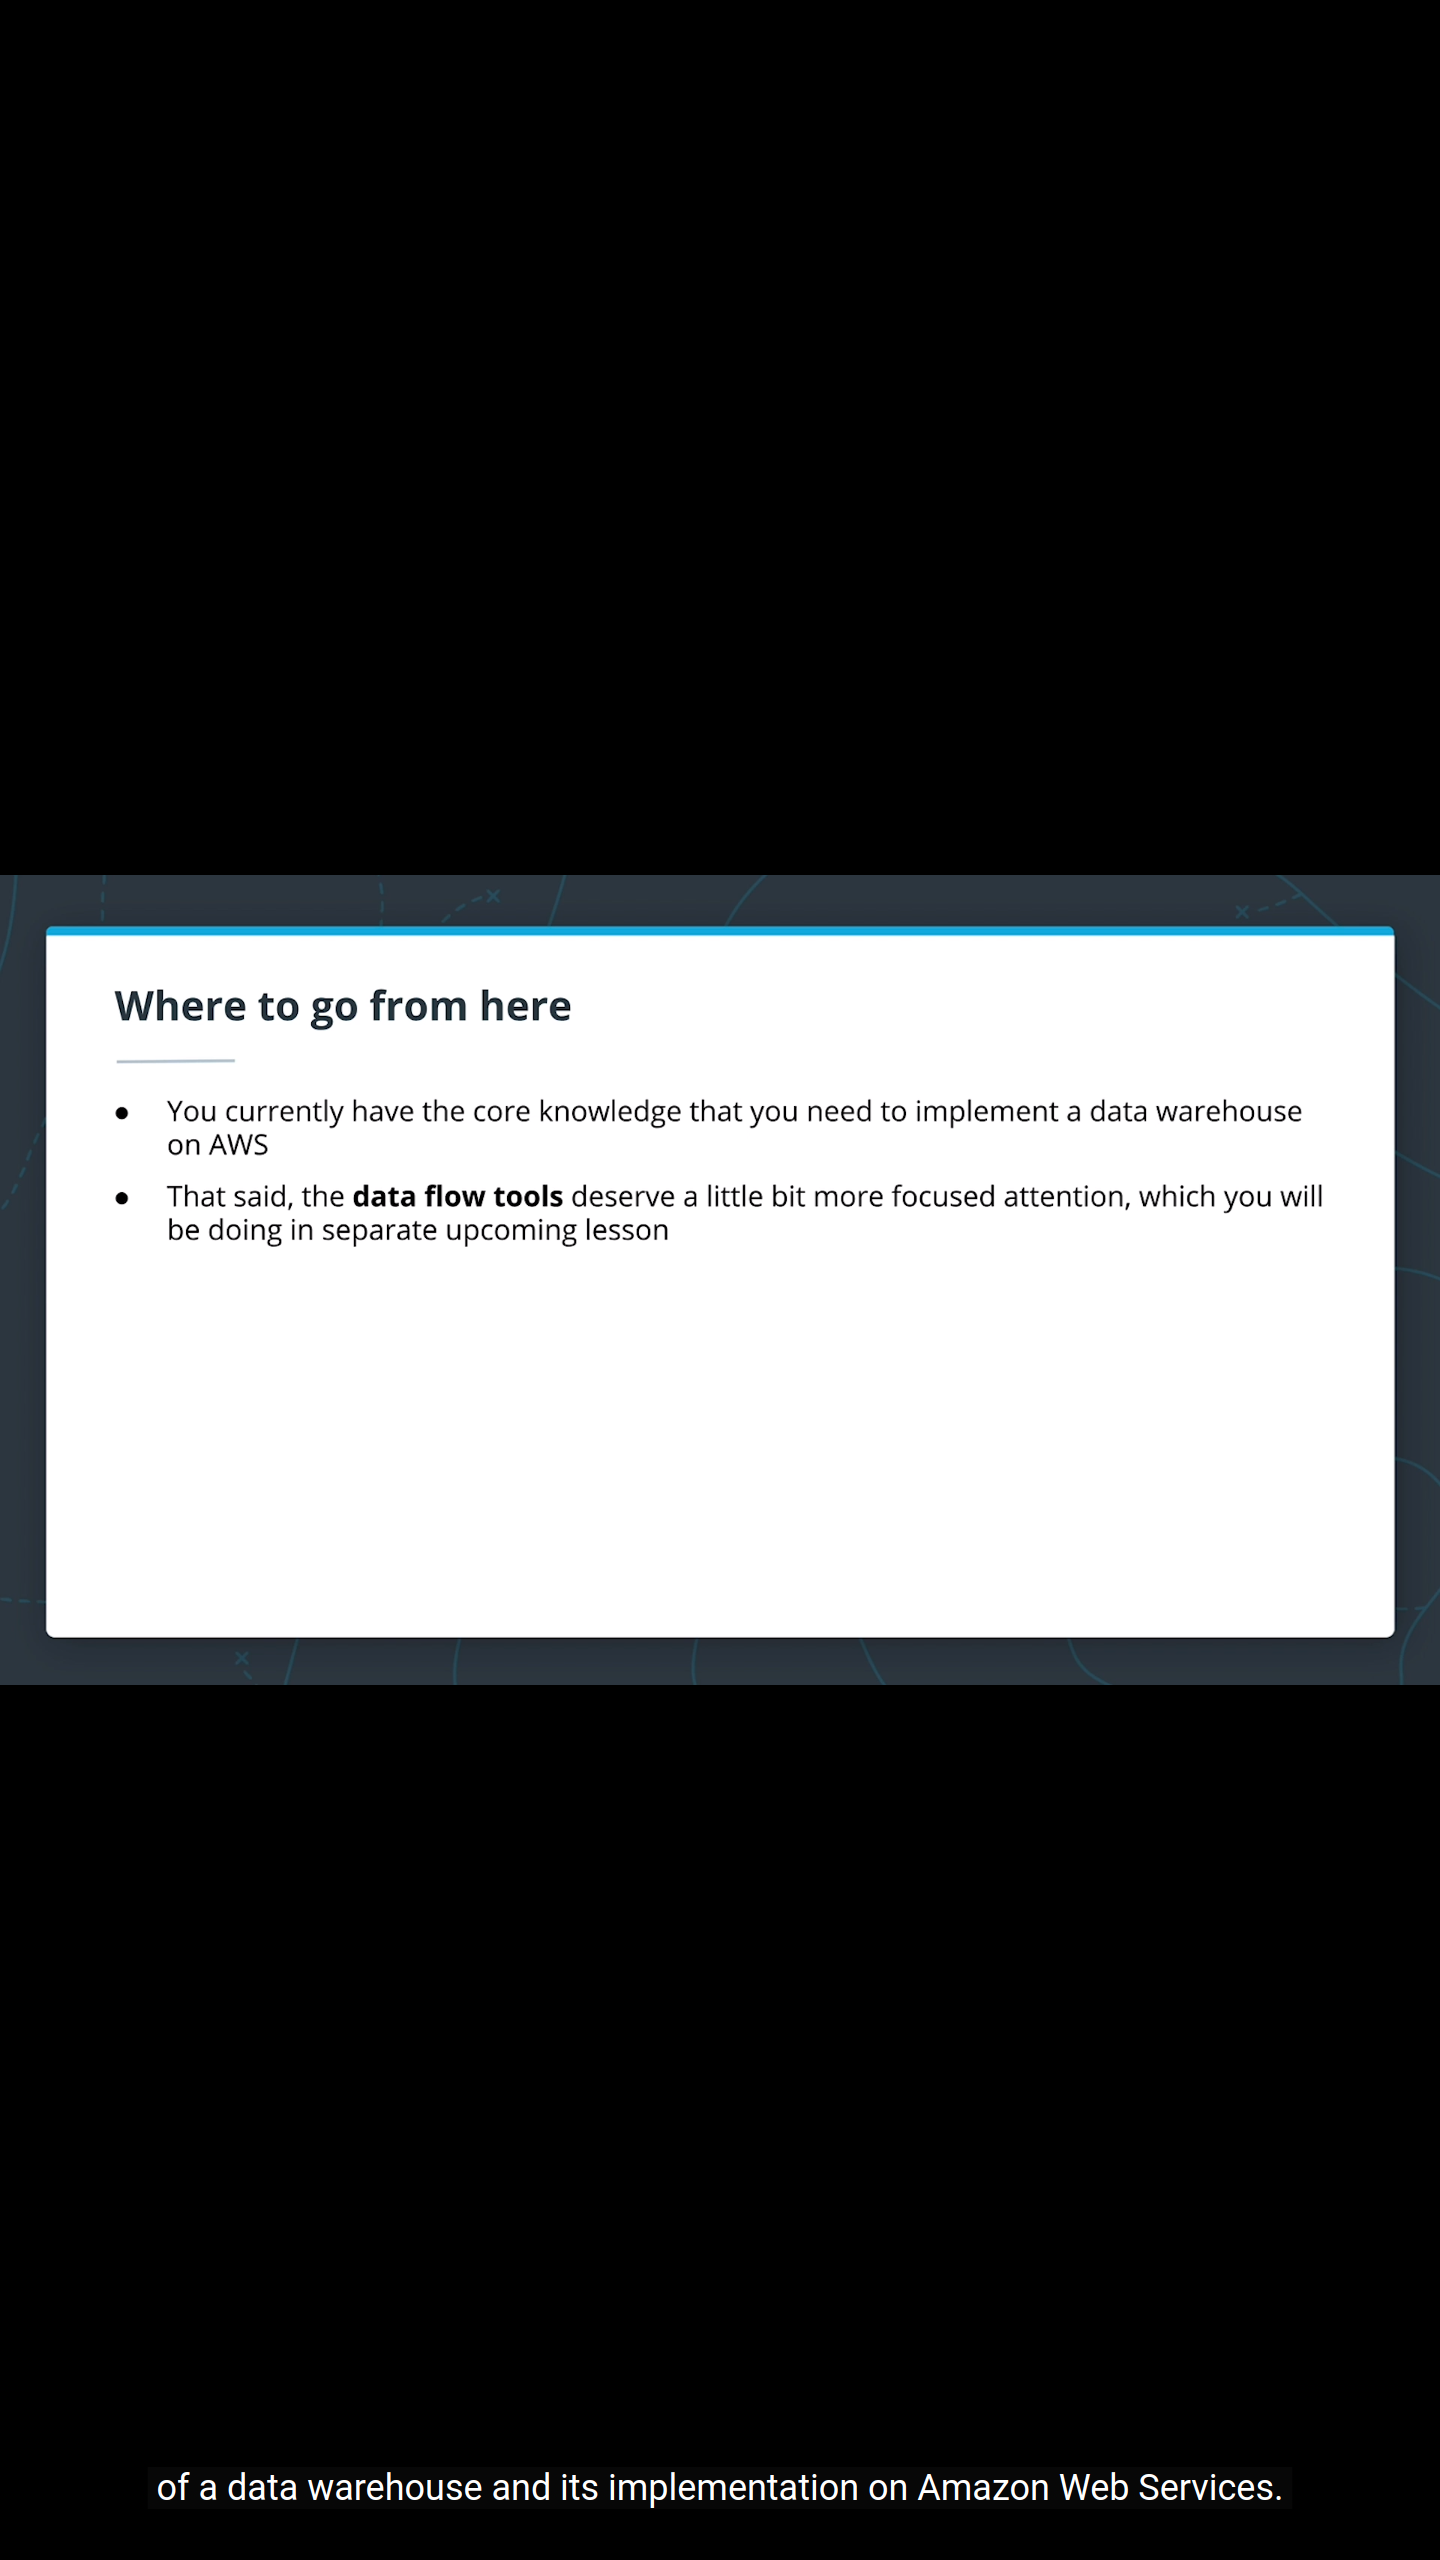 Where to go from here
● You currently have the core knowledge that you need to implement a data warehouse
on AWS
● That said, the data flow tools deserve a little bit more focused attention, which you will
be doing in separate upcoming lesson
of a data warehouse and its implementation on Amazon Web Services.